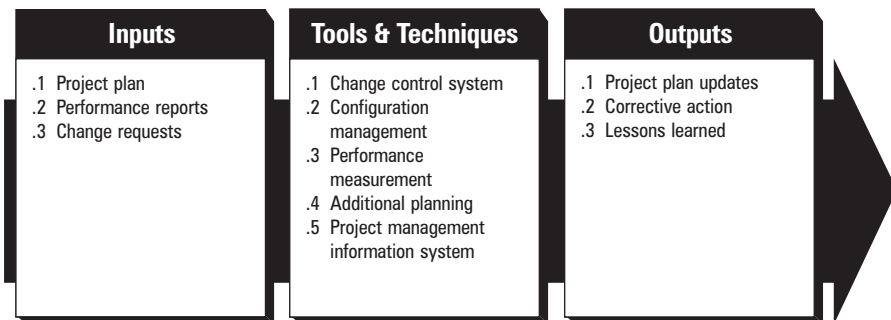 Inputs
.1 Project plan
.2 Performance reports
.3 Change requests
Tools & Techniques
.1 Change control system
.2 Configuration
management
.3 Performance
measurement
.4 Additional planning
.5 Project management
information system
Outputs
.1 Project plan updates
.2 Corrective action
.3 Lessons learned